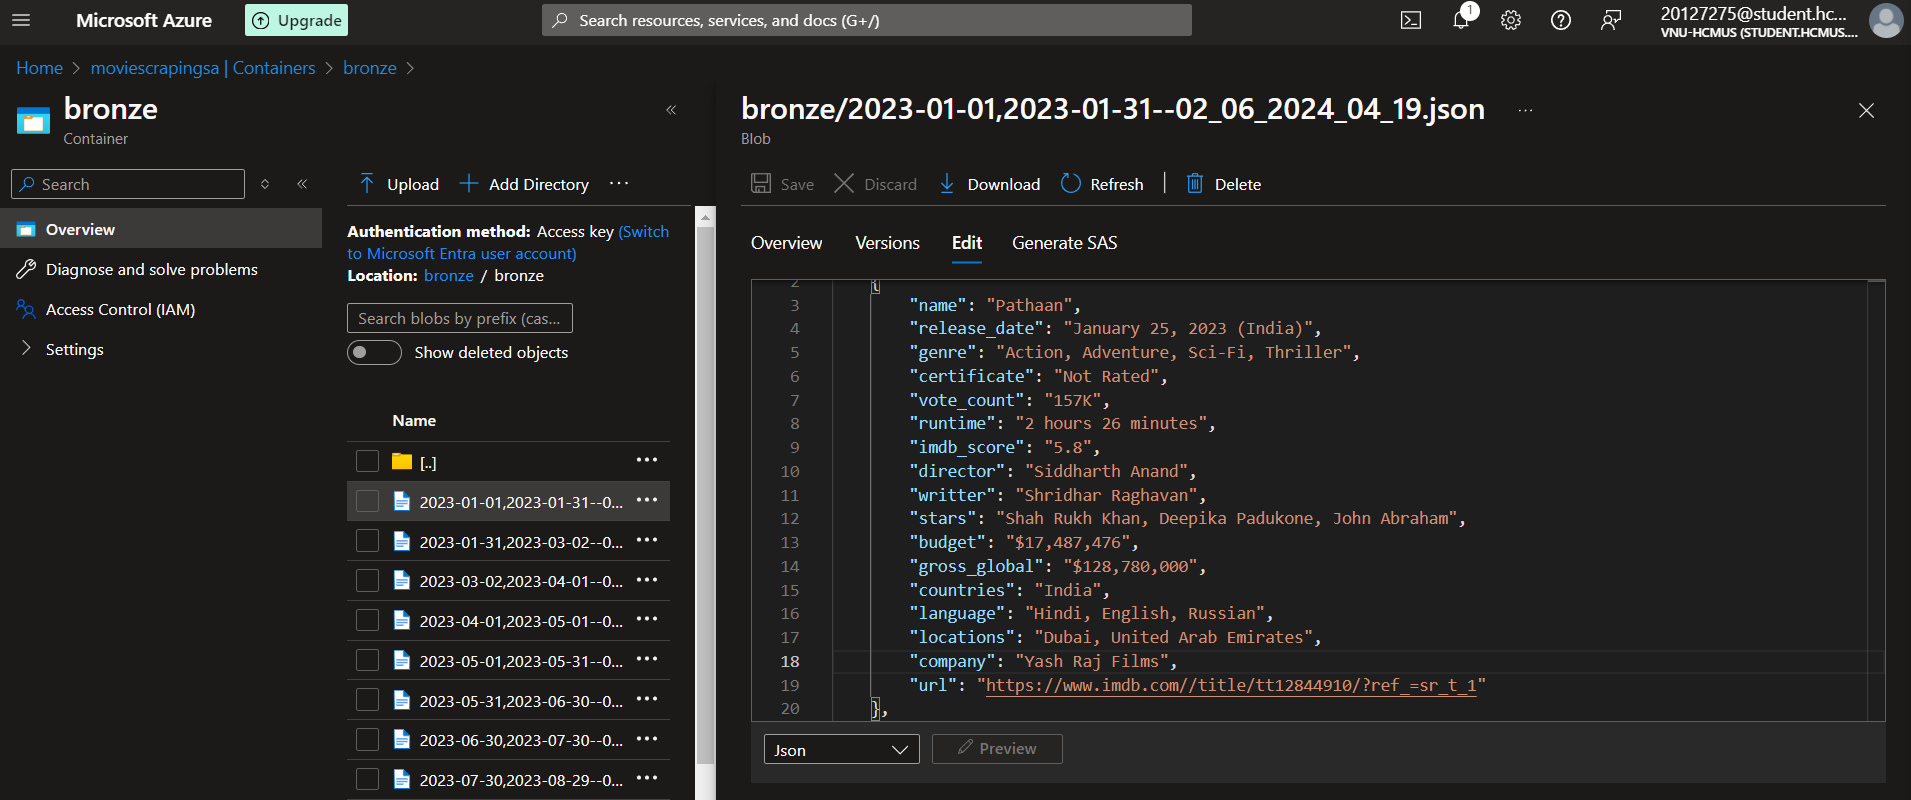 Microsoft Azure
Upgrade
Search resources, services, and docs (G+/)
1
20127275@student.hc...
VNU-HCMUS (STUDENT.HCMUS....
Home > moviescrapingsa | Containers > bronze >
bronze
Container
«
Search
«
Overview
Diagnose and solve problems
Access Control (IAM)
Settings
Upload
Add Directory
...
Authentication method: Access key (Switch
to Microsoft Entra user account)
Location: bronze / bronze
Search blobs by prefix (cas...
Show deleted objects
Name
[..]
2023-01-01,2023-01-31--0...
2023-01-31,2023-03-02--0...
2023-03-02,2023-04-01--0...
2023-04-01,2023-05-01--0...
2023-05-01,2023-05-31--0...
2023-05-31,2023-06-30--0...
2023-06-30,2023-07-30--0...
2023-07-30,2023-08-29--0...
bronze/2023-01-01,2023-01-31--02_06_2024_04_19.json ...
Blob
Save
Discard
Download
Refresh
Delete
Overview
Versions
Edit
Generate SAS
2 {
3 "name": "Pathaan",
4 "release_date": "January 25, 2023 (India)",
5 "genre": "Action, Adventure, Sci-Fi, Thriller",
6 "certificate": "Not Rated",
7 "vote_count": "157K",
8 "runtime": "2 hours 26 minutes",
9 "imdb_score": "5.8",
10 "director": "Siddharth Anand",
11 "writter": "Shridhar Raghavan",
12 "stars": "Shah Rukh Khan, Deepika Padukone, John Abraham",
13 "budget": "$17,487,476",
14 "gross_global": "$128,780,000",
15 "countries": "India",
16 "language": "Hindi, English, Russian",
17 "locations": "Dubai, United Arab Emirates",
18 "company": "Yash Raj Films",
19 "url": "https://www.imdb.com//title/tt12844910/?ref_=sr_t_1"
20 },
Json
Preview